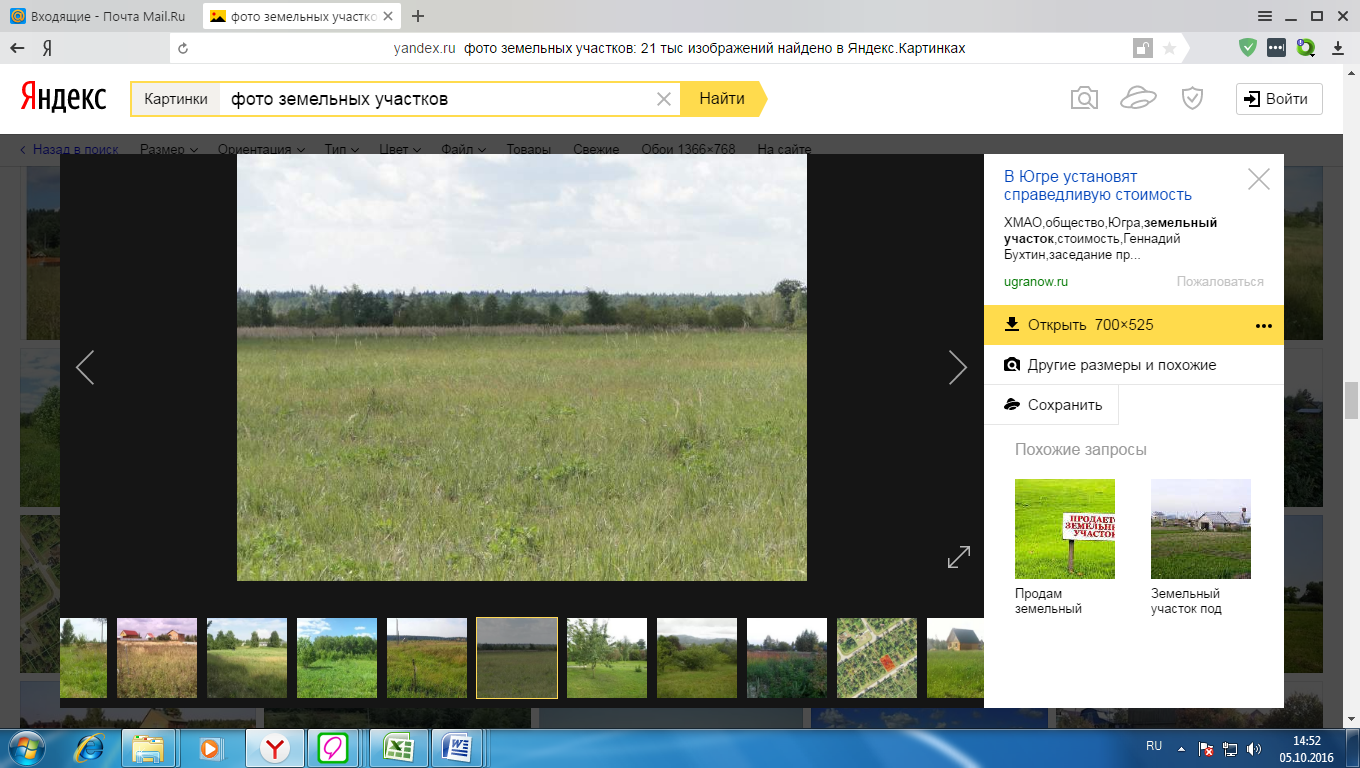 Входящие - Почта Mail.Ru
фото земельных участко
yandex.ru фото земельных участков: 21 тыс изображений найдено в Яндекс.Картинках
Яндекс
Картинки
фото земельных участков
Найти
Войти
Назад в поиск Размер Ориентация Тип Цвет Файл Товары Свежие Обои 1366×768 На сайте
В Югре установят
справедливую стоимость
ХМАО,общество,Югра,земельный
участок,стоимость,Геннадий
Бухтин,заседание пр...
ugranow.ru Пожаловаться
Открыть 700×525
Другие размеры и похожие
Сохранить
Похожие запросы
ПРОДАЕТС
ЗЕМЕЛЬН
УЧАСТОК
Продам
земельный
Земельный
участок под
RU
14:52
05.10.2016